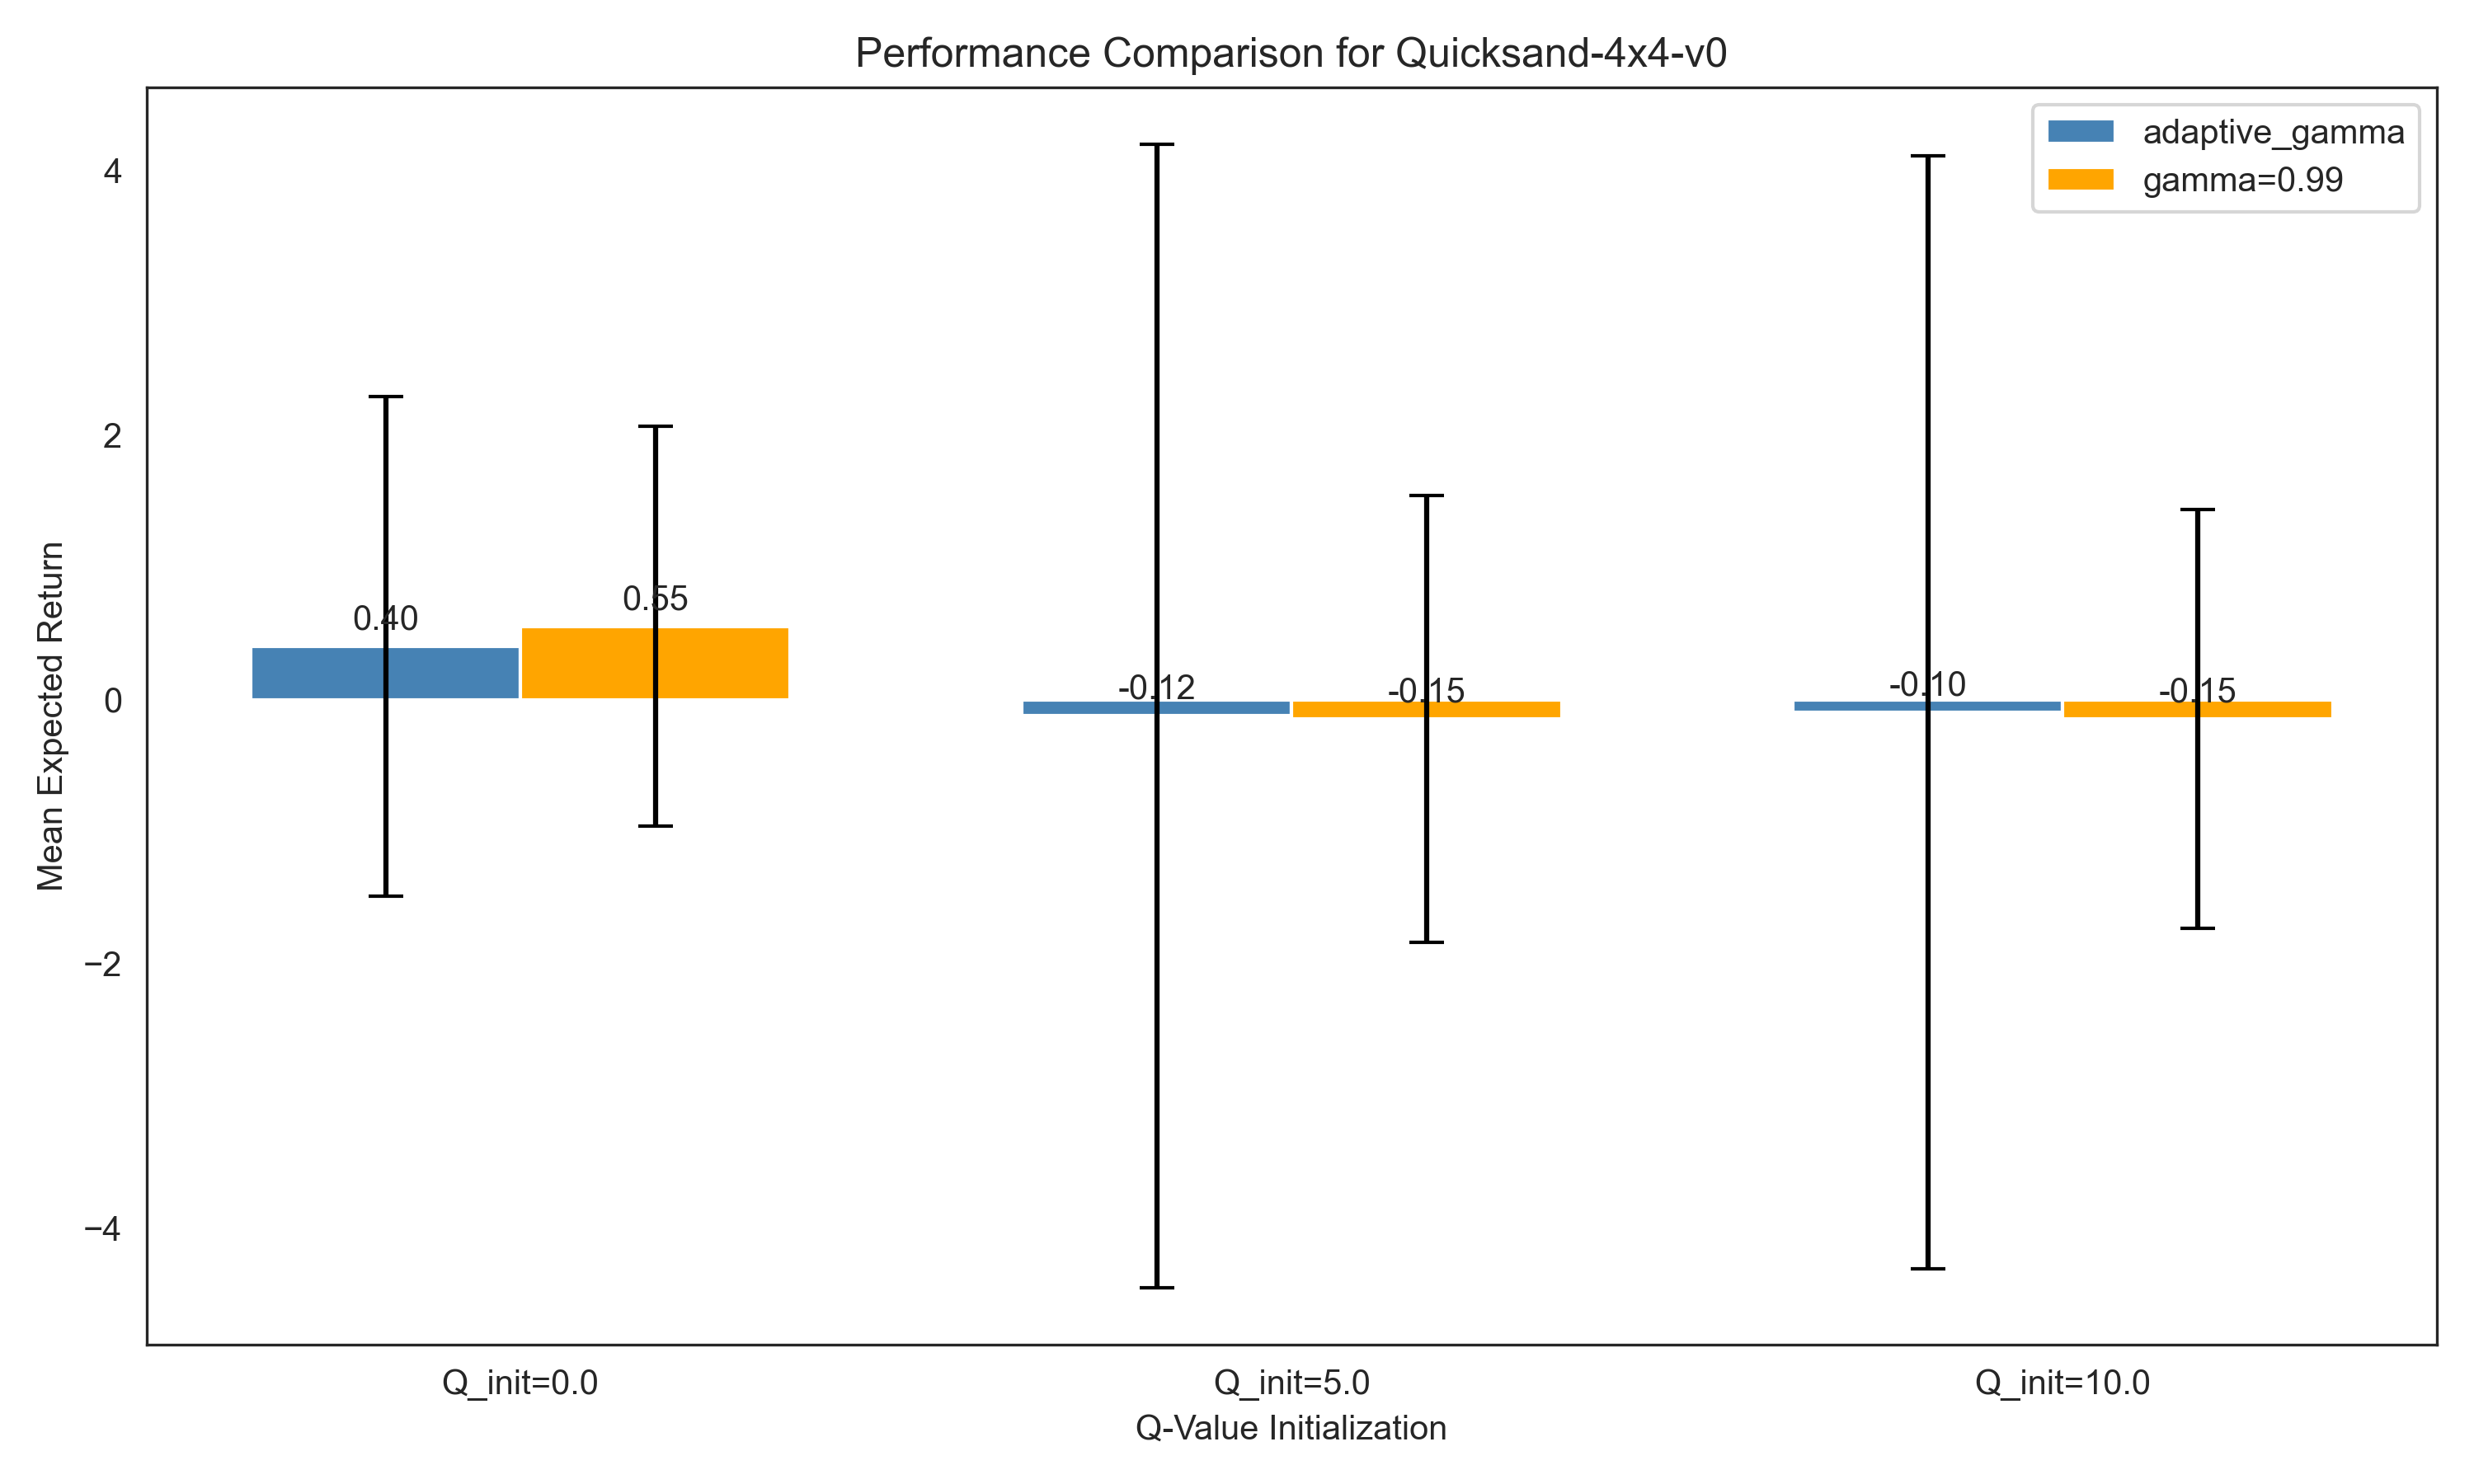 Performance Comparison for Quicksand-4x4-v0
adaptive_gamma
gamma=0.99
4
2
0
−2
−4
Mean Expected Return
0.40
0.55
-0.12
-0.15
-0.10
-0.15
Q_init=0.0
Q_init=5.0
Q_init=10.0
Q-Value Initialization